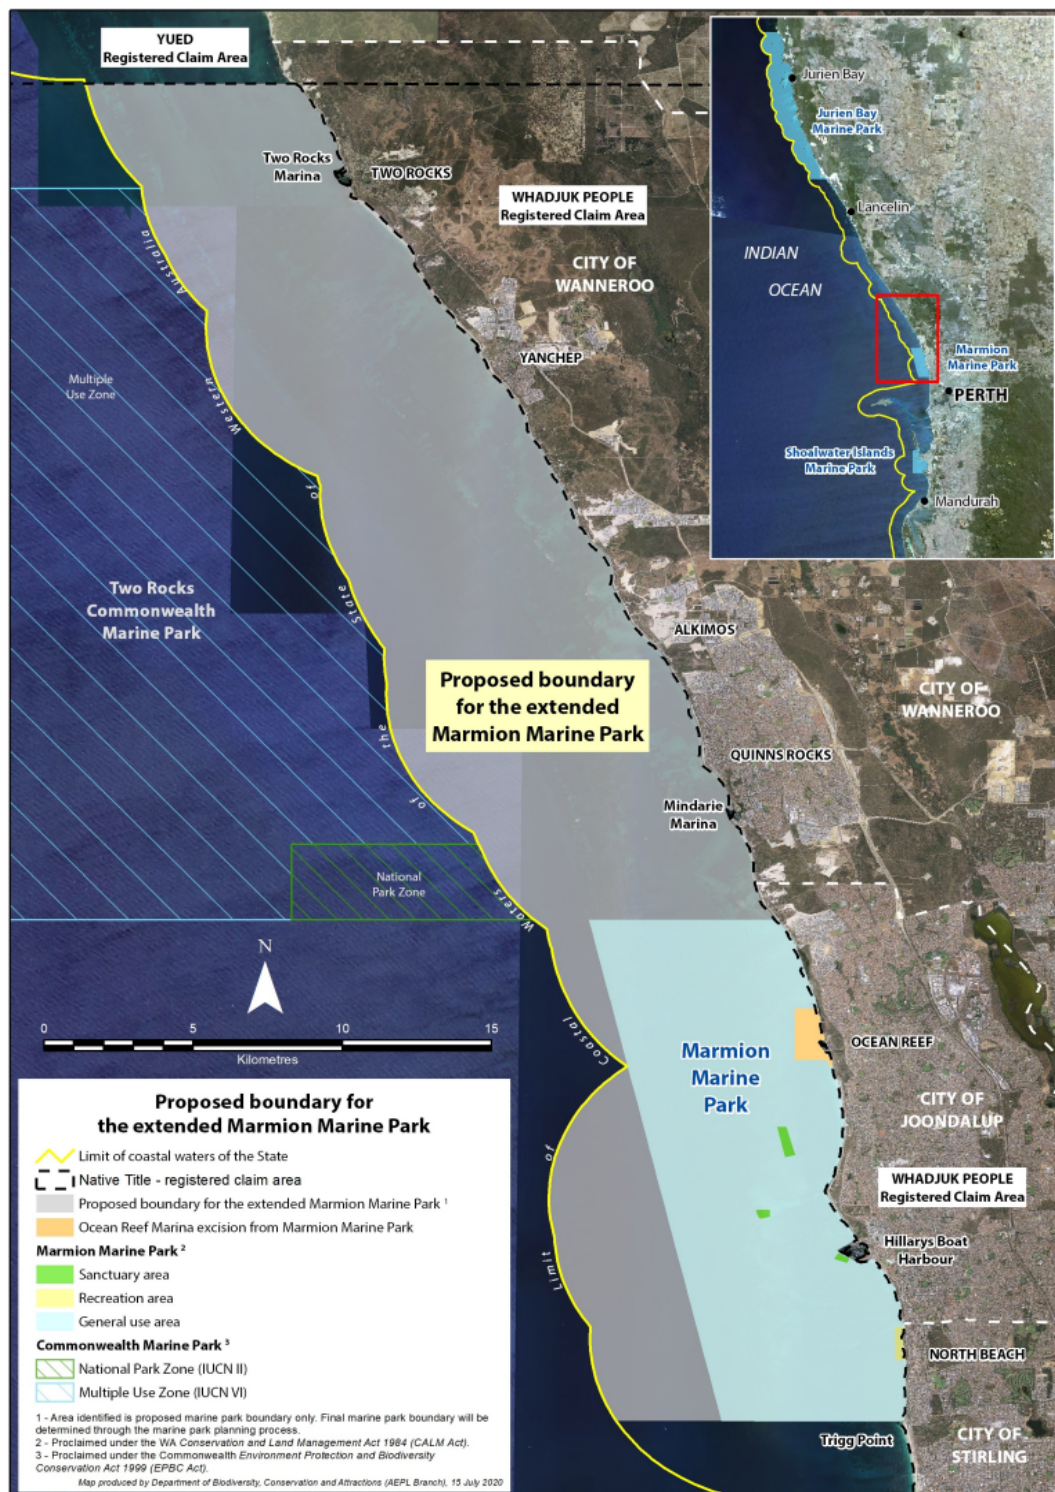 YUED
Registered Claim Area
Jurien Bay
Jurien Bay
Marine Park
Lancelin
INDIAN
OCEAN
Marmion
Marine Park
PERTH
Shoalwater Islands
Marine Park
Mandurah
Two Rocks
Marina
TWO ROCKS
WHADJUK PEOPLE
Registered Claim Area
CITY OF
WANNEROO
YANCHEP
Multiple
Use Zone
Two Rocks
Commonwealth
Marine Park
Limit of Coastal Waters of the State of Western Australia
ALKIMOS
Proposed boundary
for the extended
Marmion Marine Park
CITY OF
WANNEROO
QUINNS ROCKS
Mindarie
Marina
National
Park Zone
N
0 5 10 15
Kilometres
Marmion
Marine
Park
OCEAN REEF
CITY OF
JOONDALUP
WHADJUK PEOPLE
Registered Claim Area
Hillarys Boat
Harbour
NORTH BEACH
Trigg Point
CITY OF
STIRLING
Proposed boundary for
the extended Marmion Marine Park
Limit of coastal waters of the State
Native Title - registered claim area
Proposed boundary for the extended Marmion Marine Park 1
Ocean Reef Marina excision from Marmion Marine Park
Marmion Marine Park 2
Sanctuary area
Recreation area
General use area
Commonwealth Marine Park 3
National Park Zone (IUCN II)
Multiple Use Zone (IUCN VI)
1 - Area identified is proposed marine park boundary only. Final marine park boundary will be
determined through the marine park planning process.
2 - Proclaimed under the WA Conservation and Land Management Act 1984 (CALM Act).
3 - Proclaimed under the Commonwealth Environment Protection and Biodiversity
Conservation Act 1999 (EPBC Act).
Map produced by Department of Biodiversity, Conservation and Attractions (AEPL Branch), 15 July 2020